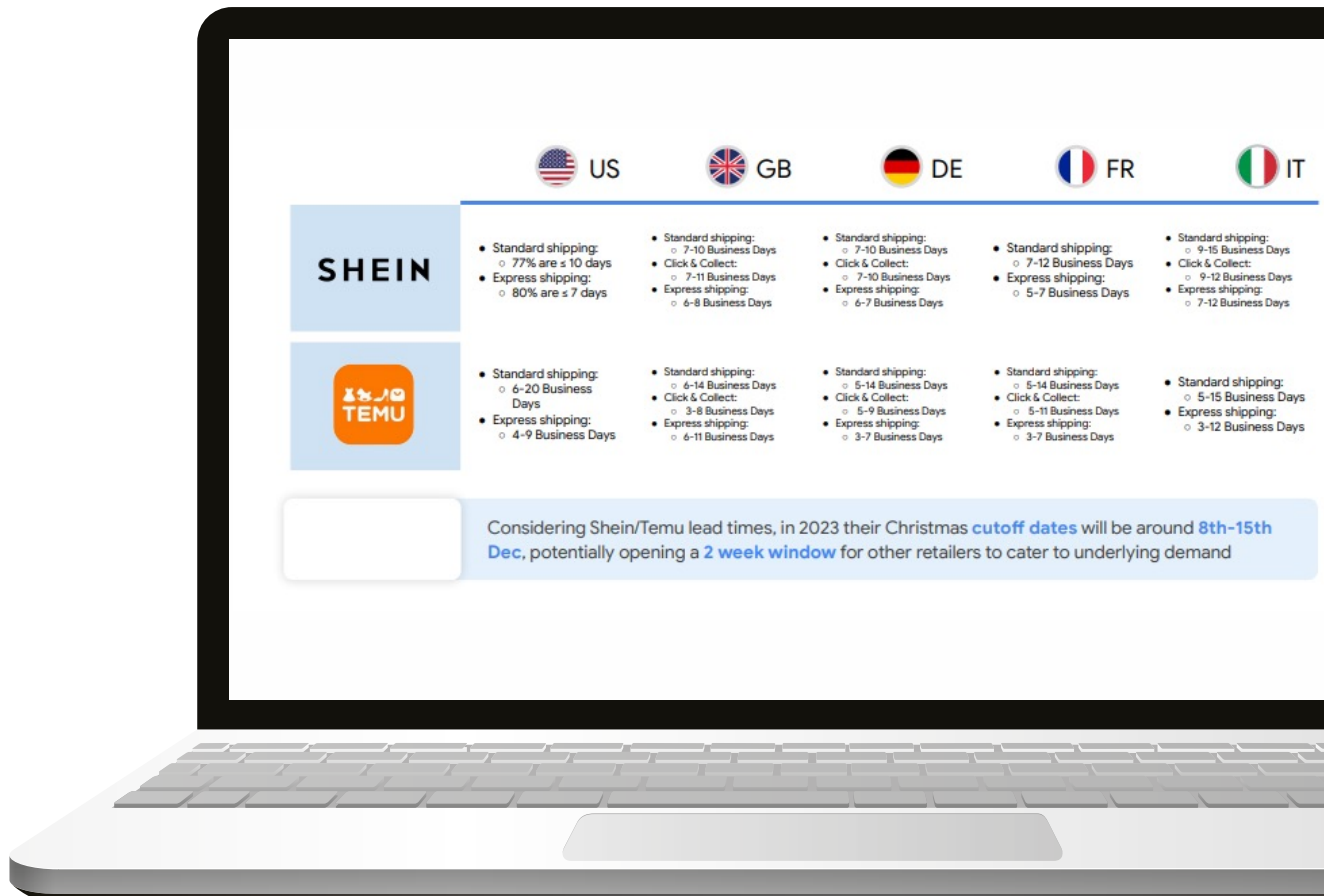 US
GB
DE
FR
IT
SHEIN
• Standard shipping:
○ 77% are ≤ 10 days
• Express shipping:
○ 80% are ≤ 7 days
• Standard shipping:
○ 7-10 Business Days
• Click & Collect:
○ 7-11 Business Days
• Express shipping:
○ 6-8 Business Days
• Standard shipping:
○ 7-10 Business Days
• Click & Collect:
○ 7-10 Business Days
• Express shipping:
○ 6-7 Business Days
• Standard shipping:
○ 7-12 Business Days
• Express shipping:
○ 5-7 Business Days
• Standard shipping:
○ 9-15 Business Days
• Click & Collect:
○ 9-12 Business Days
• Express shipping:
○ 7-12 Business Days
TEMU
• Standard shipping:
○ 6-20 Business
Days
• Express shipping:
○ 4-9 Business Days
• Standard shipping:
○ 6-14 Business Days
• Click & Collect:
○ 3-8 Business Days
• Express shipping:
○ 6-11 Business Days
• Standard shipping:
○ 5-14 Business Days
• Click & Collect:
○ 5-9 Business Days
• Express shipping:
○ 3-7 Business Days
• Standard shipping:
○ 5-14 Business Days
• Click & Collect:
○ 5-11 Business Days
• Express shipping:
○ 3-7 Business Days
• Standard shipping:
○ 5-15 Business Days
• Express shipping:
○ 3-12 Business Days
Considering Shein/Temu lead times, in 2023 their Christmas cutoff dates will be around 8th-15th
Dec, potentially opening a 2 week window for other retailers to cater to underlying demand